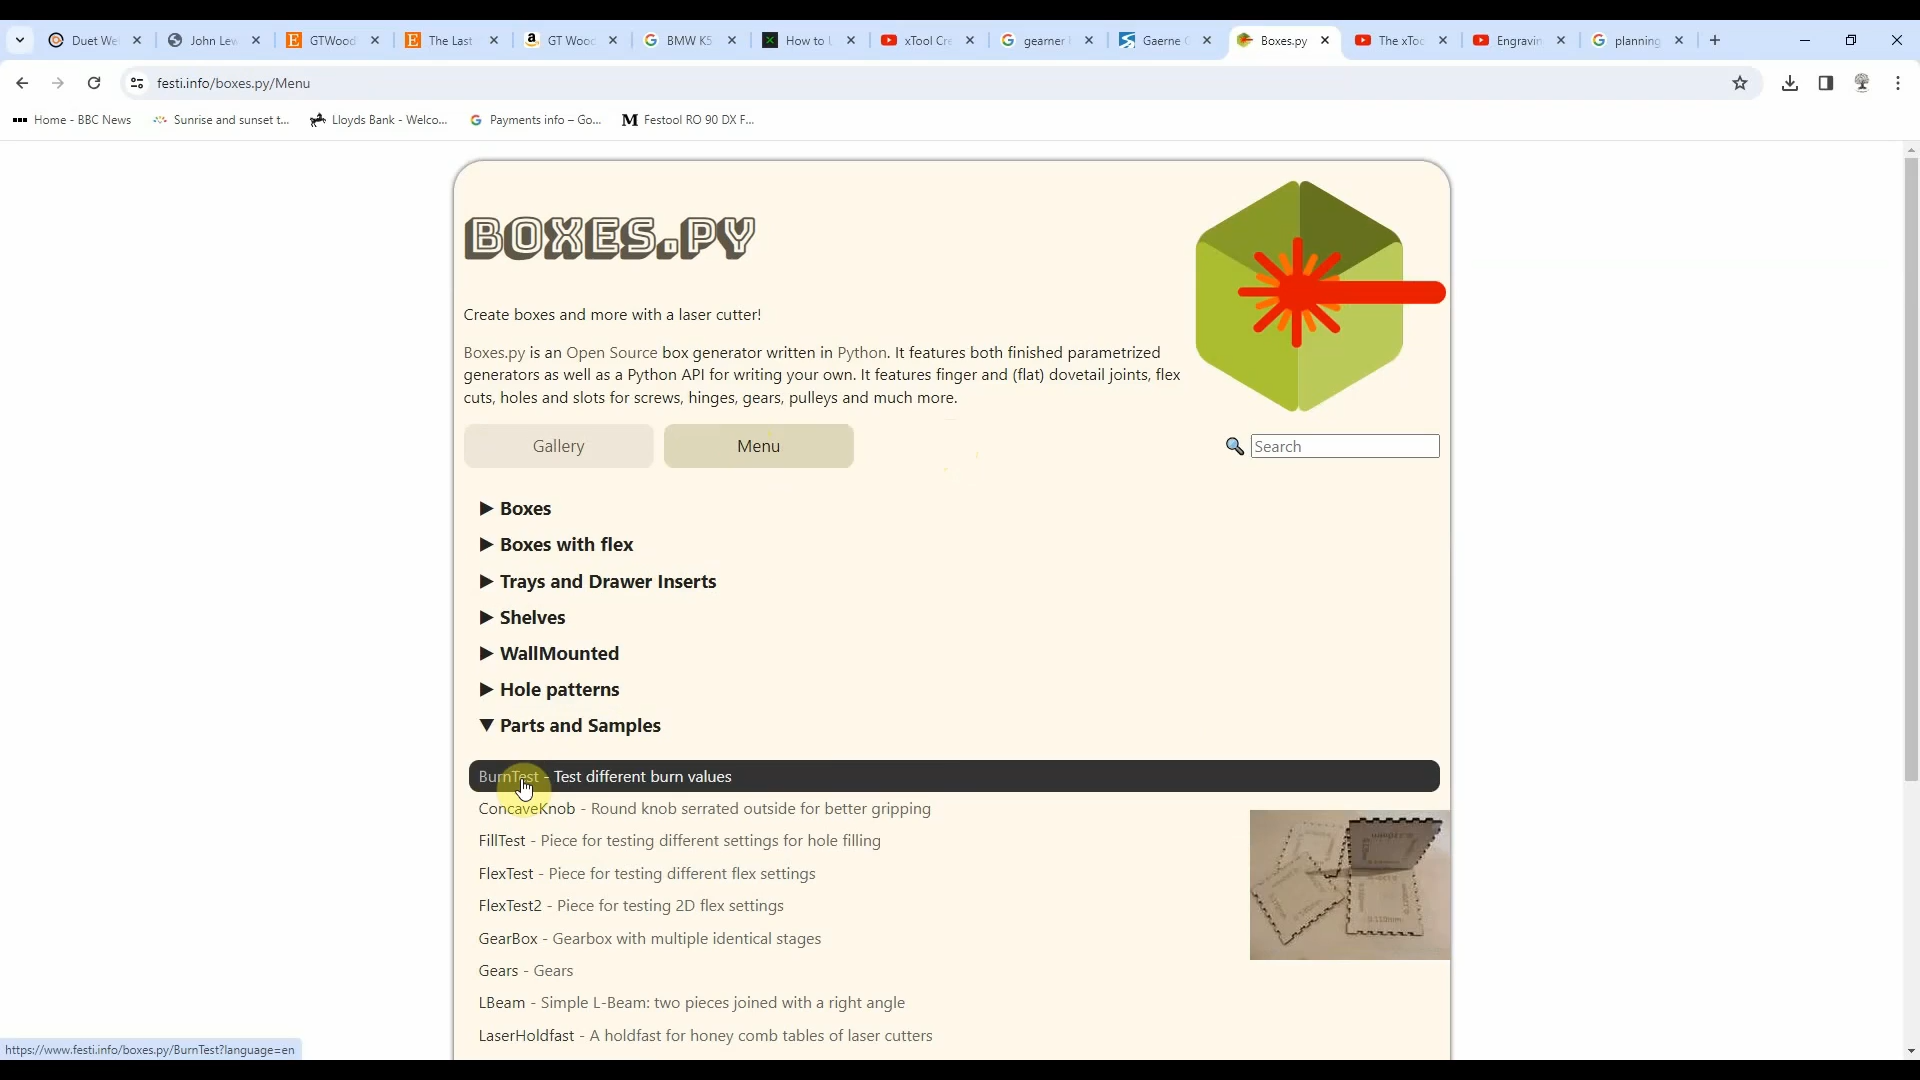 Duet We
John Lew
GTWood
The Last
GT Wood
BMW K5
How to
xTool Cre
gearner
Gaerne
Boxes.py
The xToo
Engravin
planning
festi.info/boxes.py/Menu
Home - BBC News
Sunrise and sunset t...
Lloyds Bank - Welco...
Payments info – Go...
Festool RO 90 DX F...
BOXES.PY
Create boxes and more with a laser cutter!
Boxes.py is an Open Source box generator written in Python. It features both finished parametrized
generators as well as a Python API for writing your own. It features finger and (flat) dovetail joints, flex
cuts, holes and slots for screws, hinges, gears, pulleys and much more.
Gallery
Menu
Search
Boxes
Boxes with flex
Trays and Drawer Inserts
Shelves
WallMounted
Hole patterns
Parts and Samples
BurnTest - Test different burn values
ConcaveKnob - Round knob serrated outside for better gripping
FillTest - Piece for testing different settings for hole filling
FlexTest - Piece for testing different flex settings
FlexTest2 - Piece for testing 2D flex settings
GearBox - Gearbox with multiple identical stages
Gears - Gears
LBeam - Simple L-Beam: two pieces joined with a right angle
LaserHoldfast - A holdfast for honey comb tables of laser cutters
https://www.festi.info/boxes.py/BurnTest?language=en